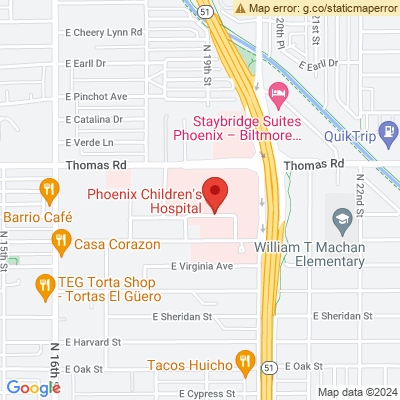 Map error: g.co/staticmaperror
51
E Cheery Lynn Rd
N 19th St
20th Pl
21st St
E Earll Dr
E Earll Dr
E Pinchot Ave
Staybridge Suites
Phoenix – Biltmore...
E Catalina Dr
E Verde Ln
QuikTrip
Thomas Rd
Thomas Rd
Phoenix Children's
Hospital
N 22nd St
Barrio Café
N 15th St
Casa Corazon
William T Machan
Elementary
E Virginia Ave
TEG Torta Shop
- Tortas El Güero
E Sheridan St
E Sheridan St
E Harvard St
N 16th
Tacos Huicho
E Oak St
51
E Oak St
Google
E Cypress St
Map data ©2024